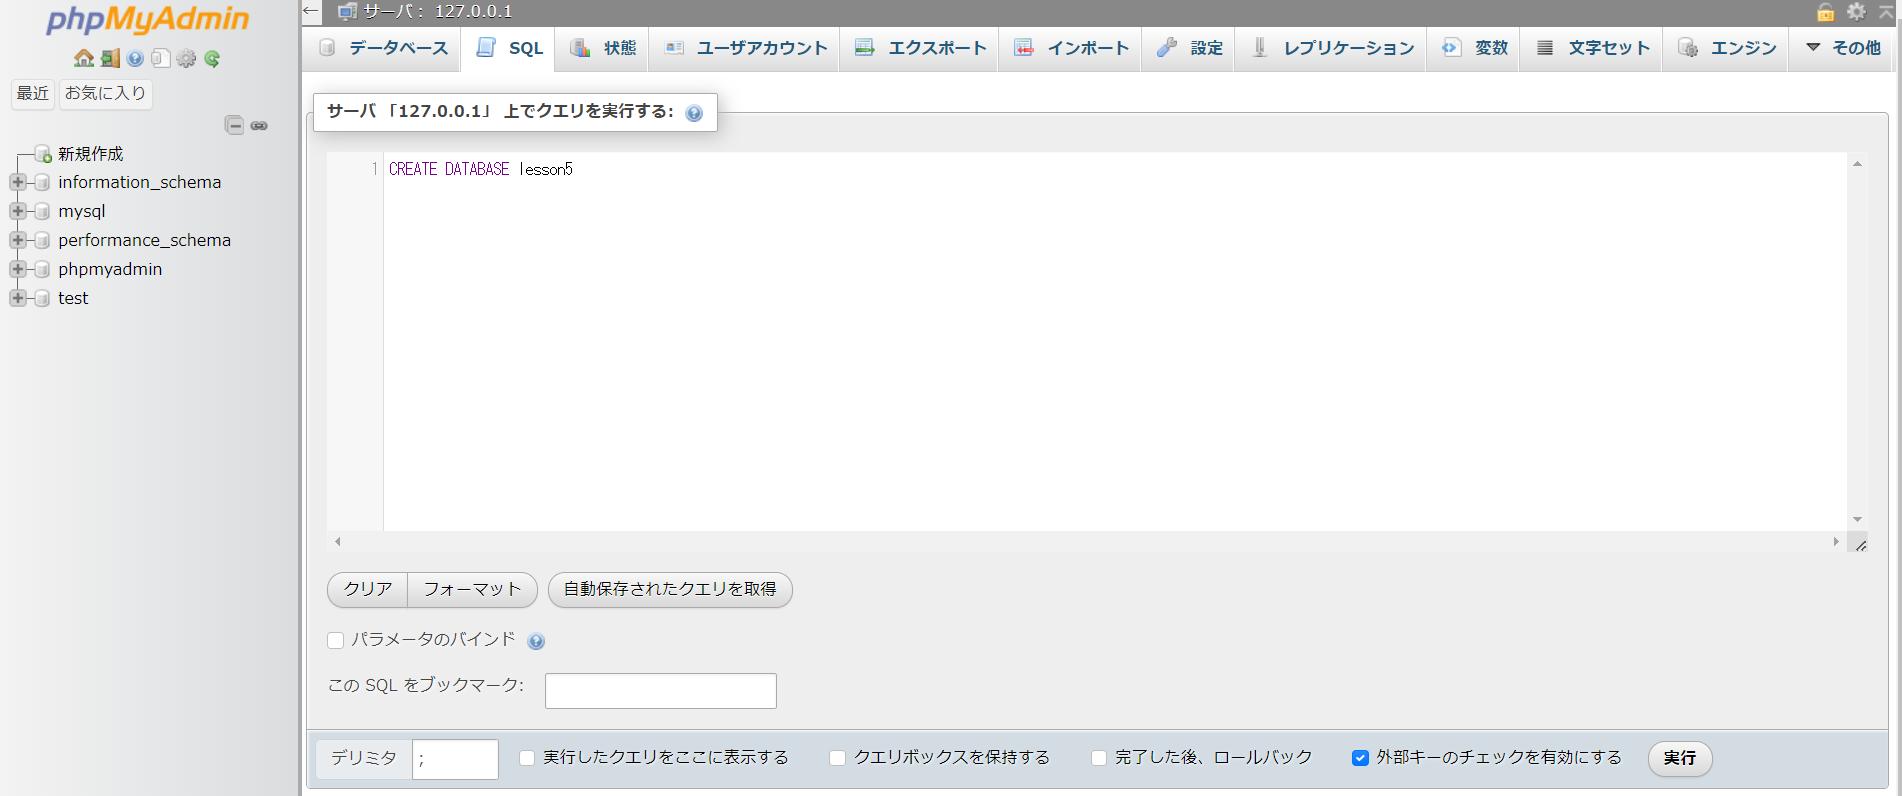 phpMyAdmin
最近 お気に入り
新規作成
information_schema
mysql
performance_schema
phpmyadmin
test
サーバ： 127.0.0.1
データベース SQL 状態 ユーザアカウント エクスポート インポート 設定 レプリケーション 変数 文字セット エンジン その他
サーバ 「127.0.0.1」 上でクエリを実行する:
1 CREATE DATABASE lesson5
クリア フォーマット 自動保存されたクエリを取得
パラメータのバインド
この SQL をブックマーク:
デリミタ ; 実行したクエリをここに表示する クエリボックスを保持する 完了した後、ロールバック 外部キーのチェックを有効にする 実行